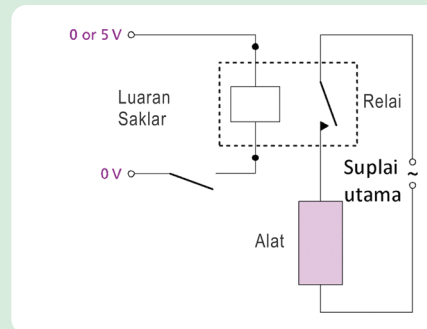 0 or 5 V
Luaran
Saklar
Relai
0 V
Suplai
utama
~
Alat